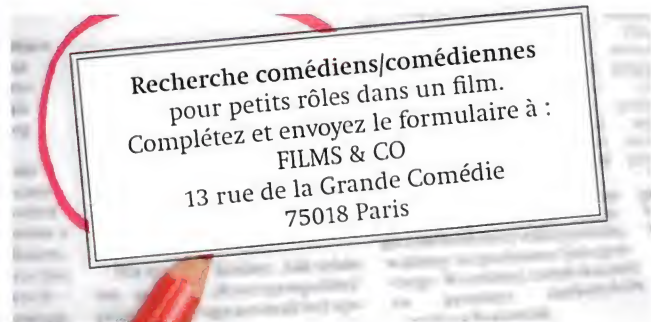 Recherche comédiens/comédiennes
pour petits rôles dans un film.
Complétez et envoyez le formulaire à :
FILMS & CO
13 rue de la Grande Comédie
75018 Paris